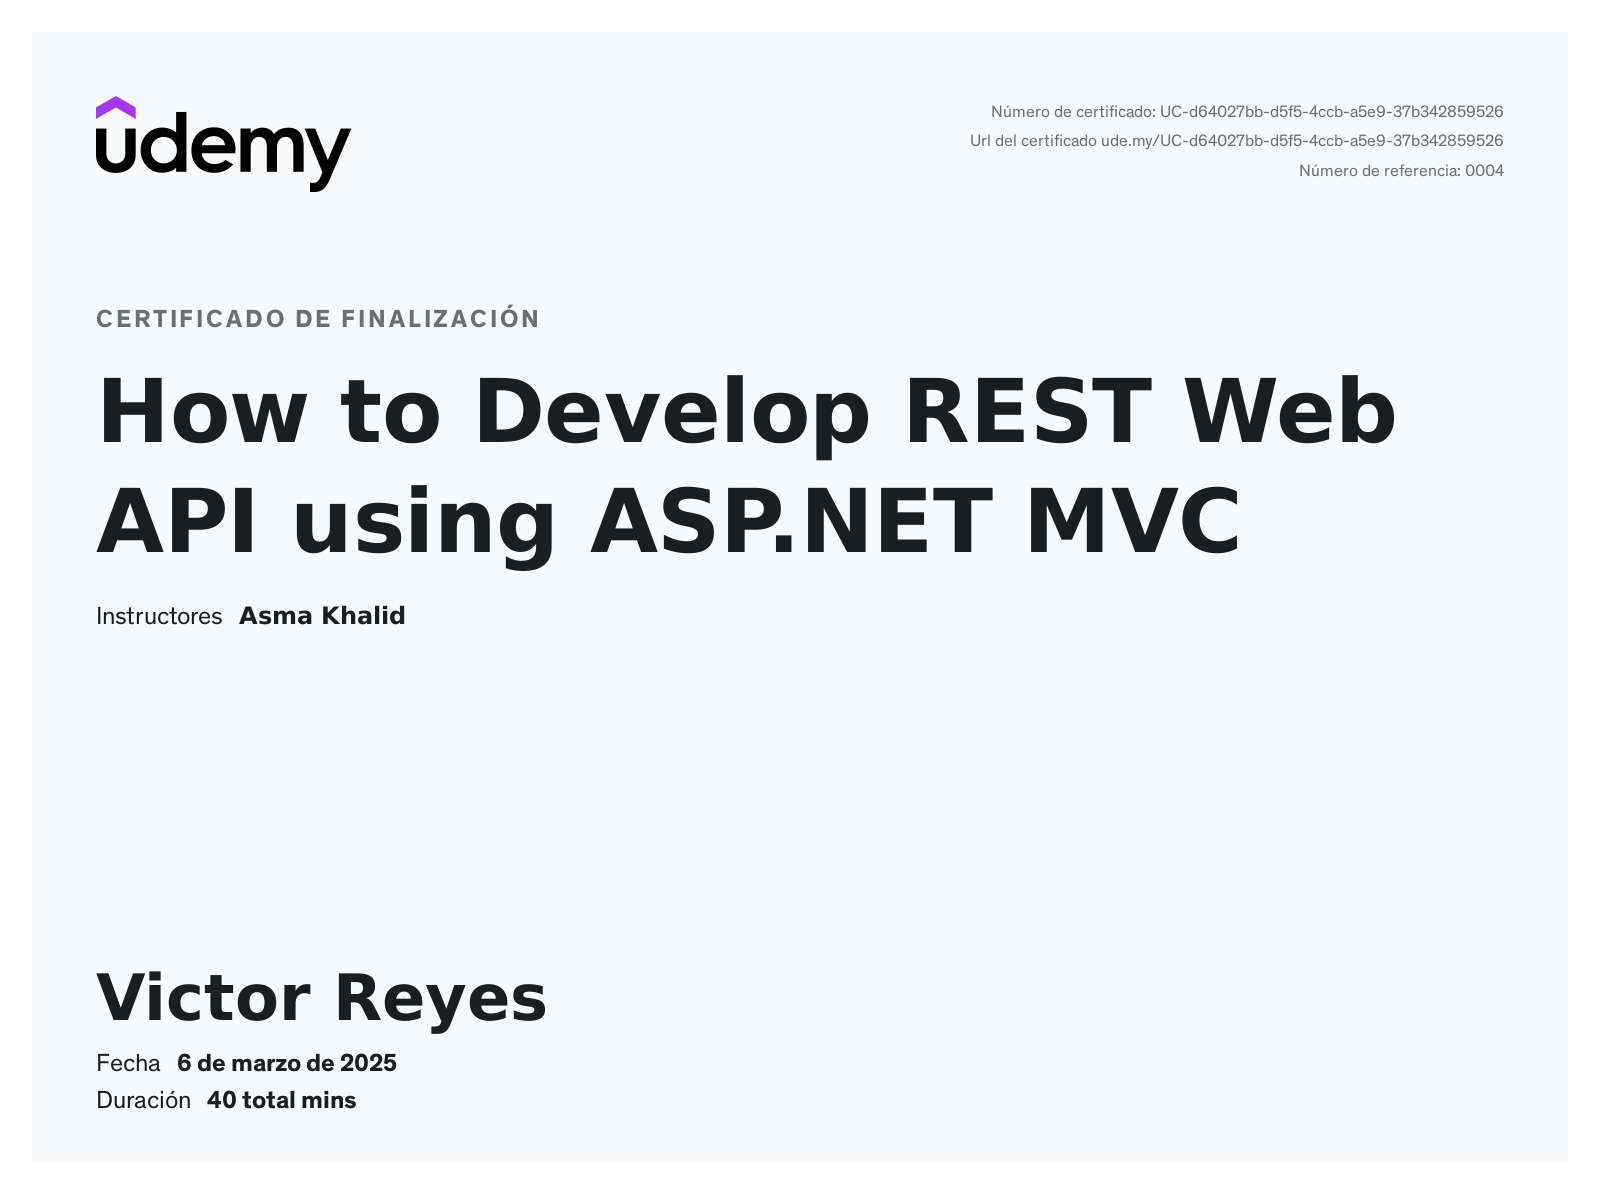 udemy
Número de certificado: UC-d64027bb-d5f5-4ccb-a5e9-37b342859526
Url del certificado ude.my/UC-d64027bb-d5f5-4ccb-a5e9-37b342859526
Número de referencia: 0004
CERTIFICADO DE FINALIZACIÓN
How to Develop REST Web
API using ASP.NET MVC
Instructores Asma Khalid
Victor Reyes
Fecha 6 de marzo de 2025
Duración 40 total mins